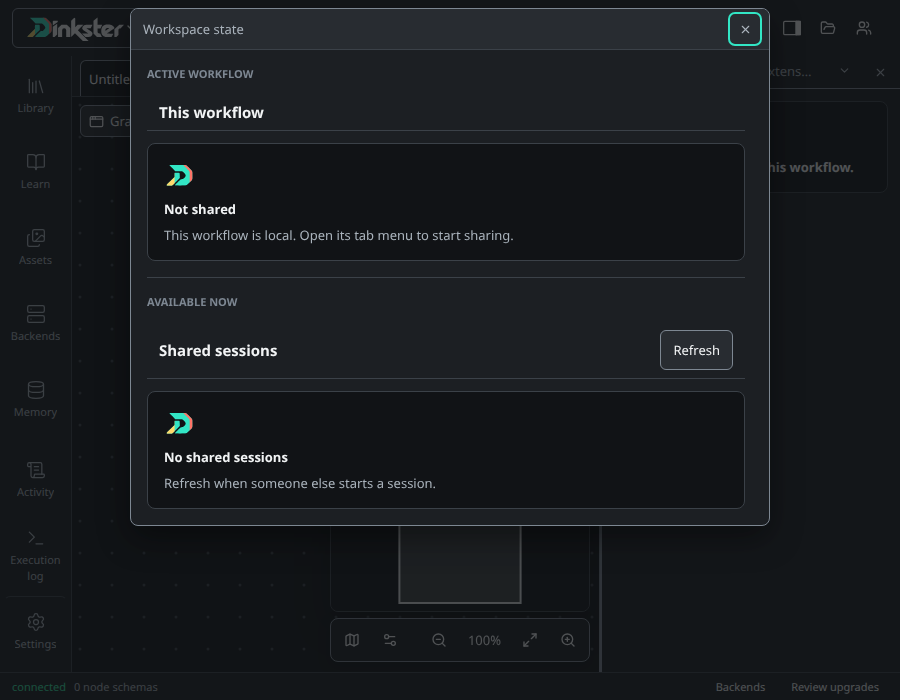 Dinkster
Workspace state
Untitle
xtens...
Library
Learn
Assets
Backends
Memory
Activity
Execution
log
Settings
Gra
his workflow.
ACTIVE WORKFLOW
This workflow
Not shared
This workflow is local. Open its tab menu to start sharing.
AVAILABLE NOW
Shared sessions
Refresh
No shared sessions
Refresh when someone else starts a session.
100%
connected
0 node schemas
Backends
Review upgrades